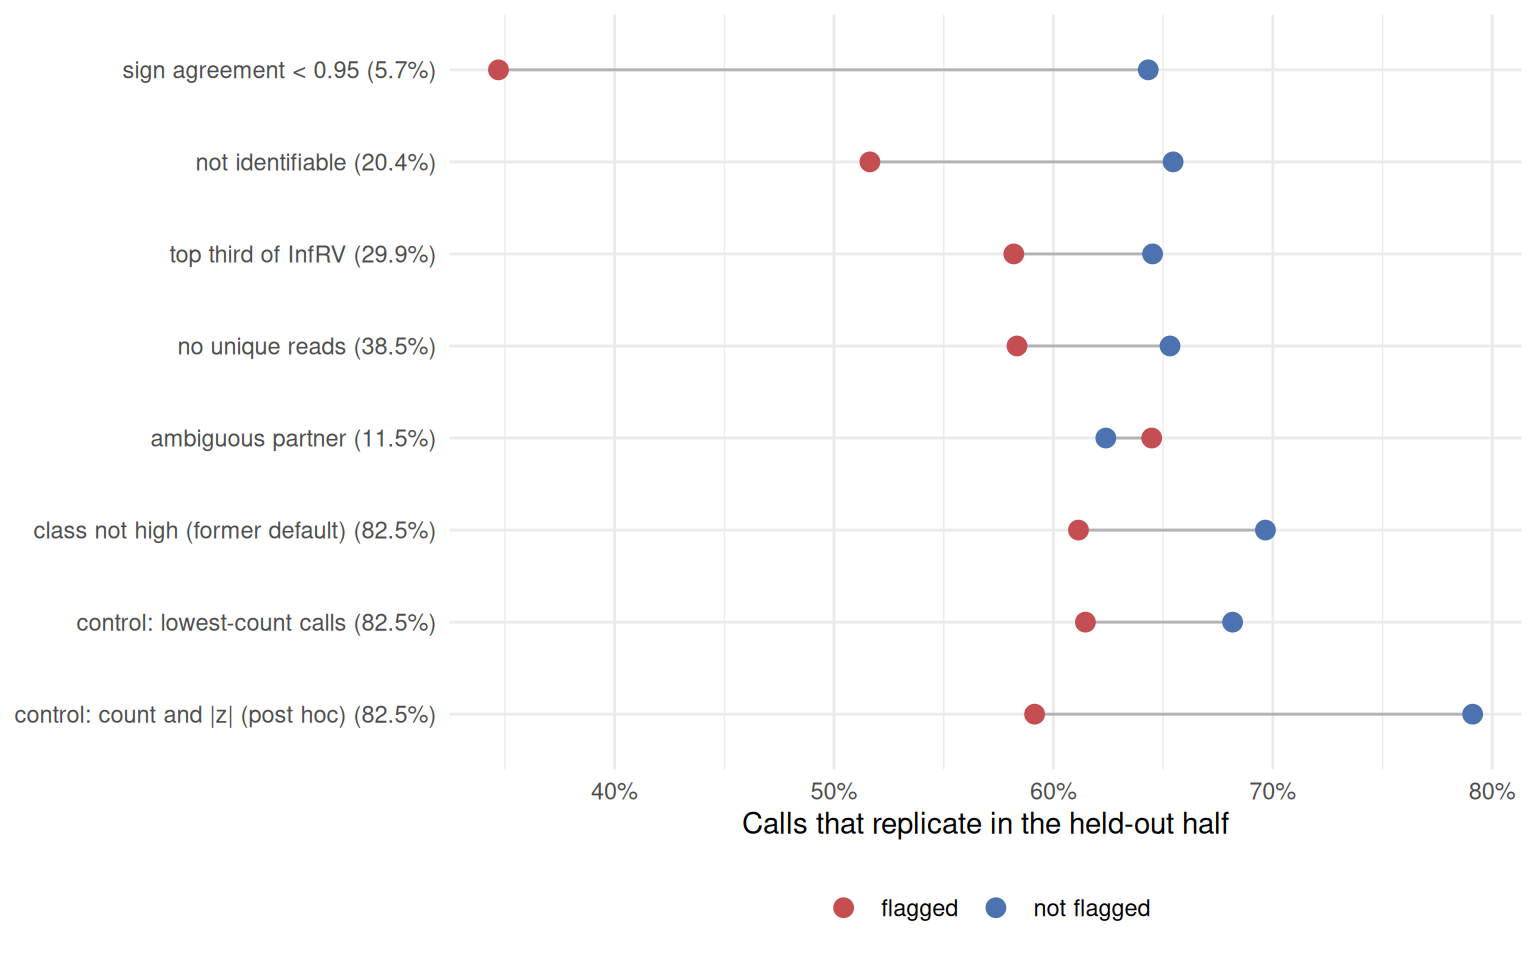 sign agreement < 0.95 (5.7%)
not identifiable (20.4%)
top third of InfRV (29.9%)
no unique reads (38.5%)
ambiguous partner (11.5%)
class not high (former default) (82.5%)
control: lowest-count calls (82.5%)
control: count and |z| (post hoc) (82.5%)
40% 50% 60% 70% 80%
Calls that replicate in the held-out half
flagged not flagged